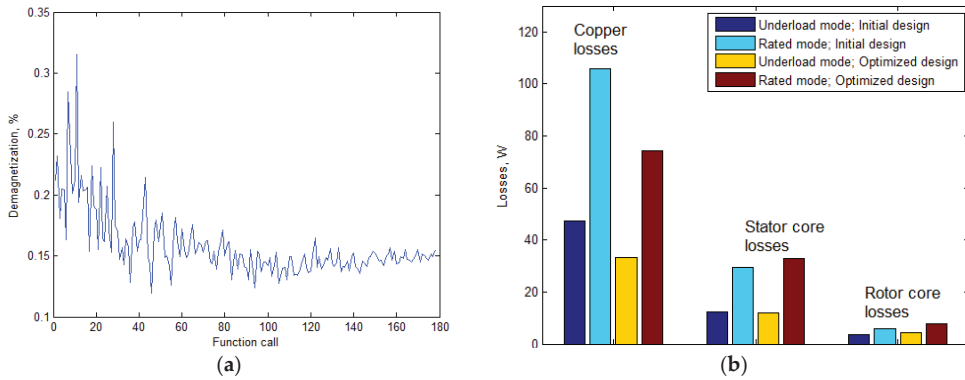 0.35
0.3
0.25
0.2
0.15
0.1
Demagnetization, %
0 20 40 60 80 100 120 140 160 180
Function call
(a)
120
100
80
60
40
20
0
Losses, W
Copper
losses
Underload mode; Initial design
Rated mode; Initial design
Underload mode; Optimized design
Rated mode; Optimized design
Stator core
losses
Rotor core
losses
(b)